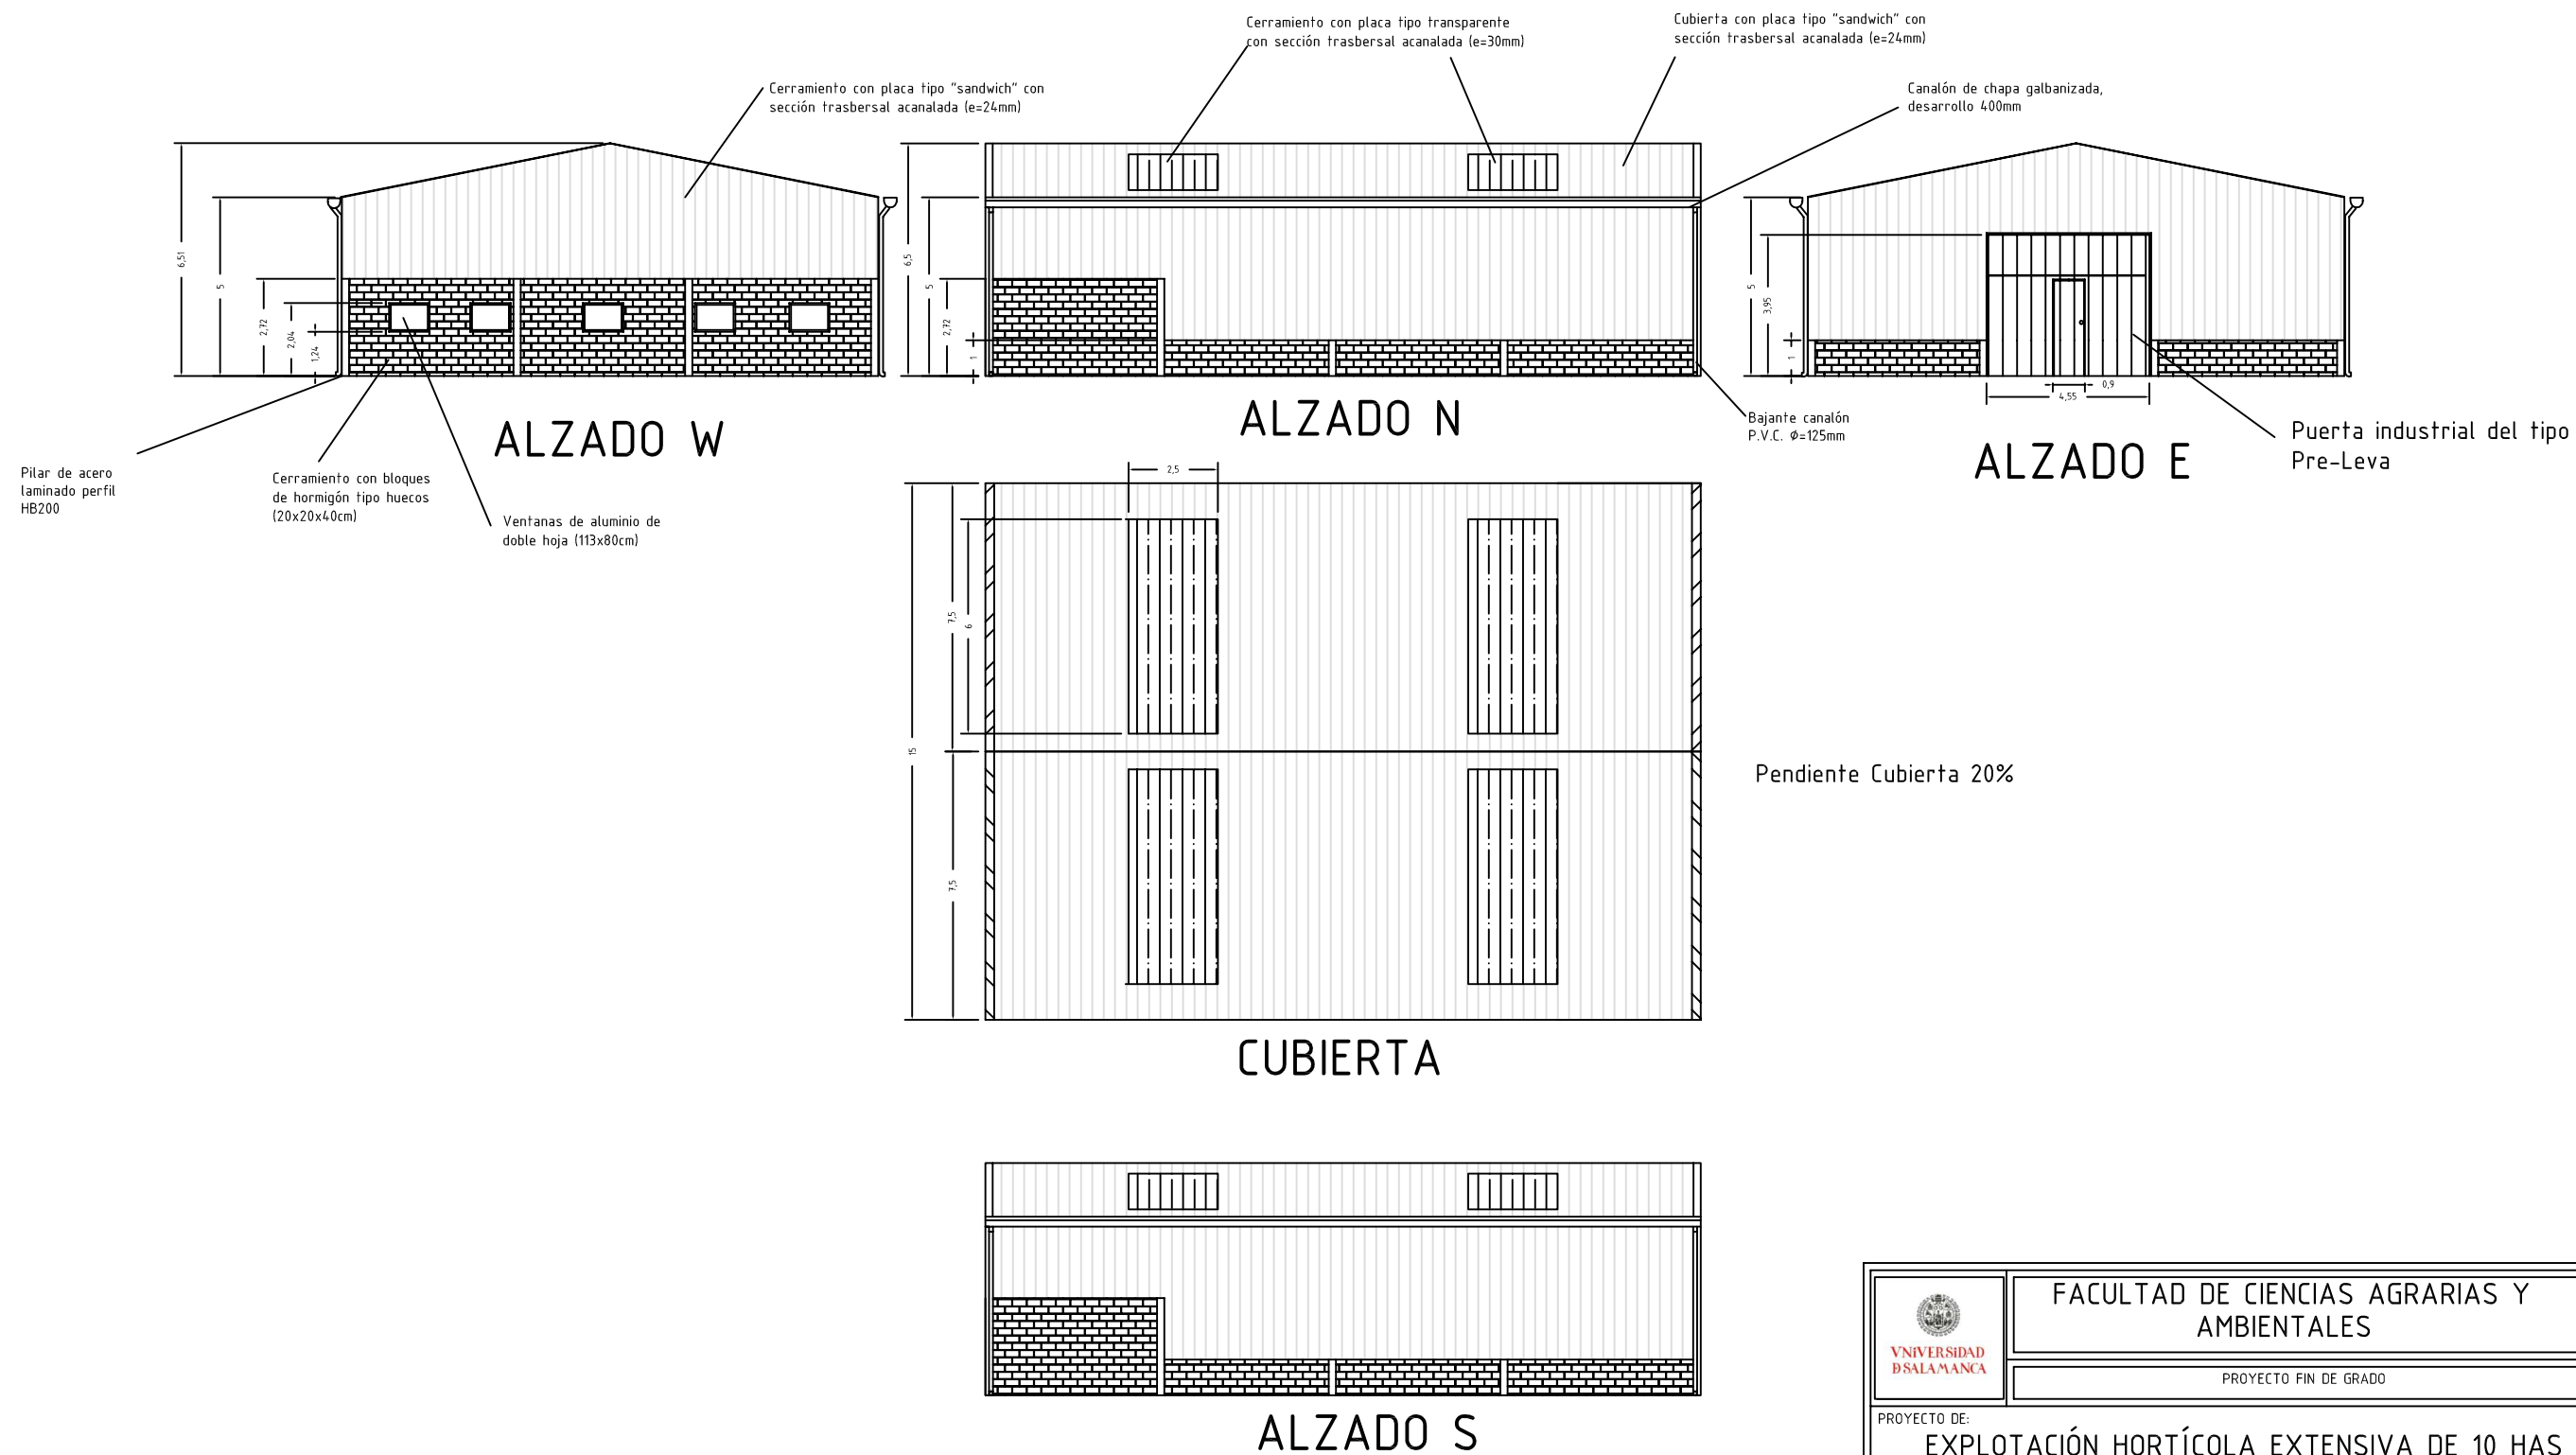 Cerramiento con placa tipo transparente
con sección trasbersal acanalada (e=30mm)
Cubierta con placa tipo "sandwich" con
sección trasbersal acanalada (e=24mm)
Cerramiento con placa tipo "sandwich" con
sección trasbersal acanalada (e=24mm)
Canalón de chapa galbanizada,
desarrollo 400mm
6,51
5
2,72
2,04
1,24
6,5
5
2,72
1
5
3,95
1
0,9
4,55
ALZADO W
ALZADO N
ALZADO E
Bajante canalón
P.V.C. Ø=125mm
Puerta industrial del tipo
Pre-Leva
Pilar de acero
laminado perfil
HB200
Cerramiento con bloques
de hormigón tipo huecos
(20x20x40cm)
Ventanas de aluminio de
doble hoja (113x80cm)
2,5
7,5
6
15
7,5
Pendiente Cubierta 20%
CUBIERTA
ALZADO S
VNiVERSiDAD
D SALAMANCA
FACULTAD DE CIENCIAS AGRARIAS Y
AMBIENTALES
PROYECTO FIN DE GRADO
PROYECTO DE:
EXPLOTACIÓN HORTÍCOLA EXTENSIVA DE 10 HAS